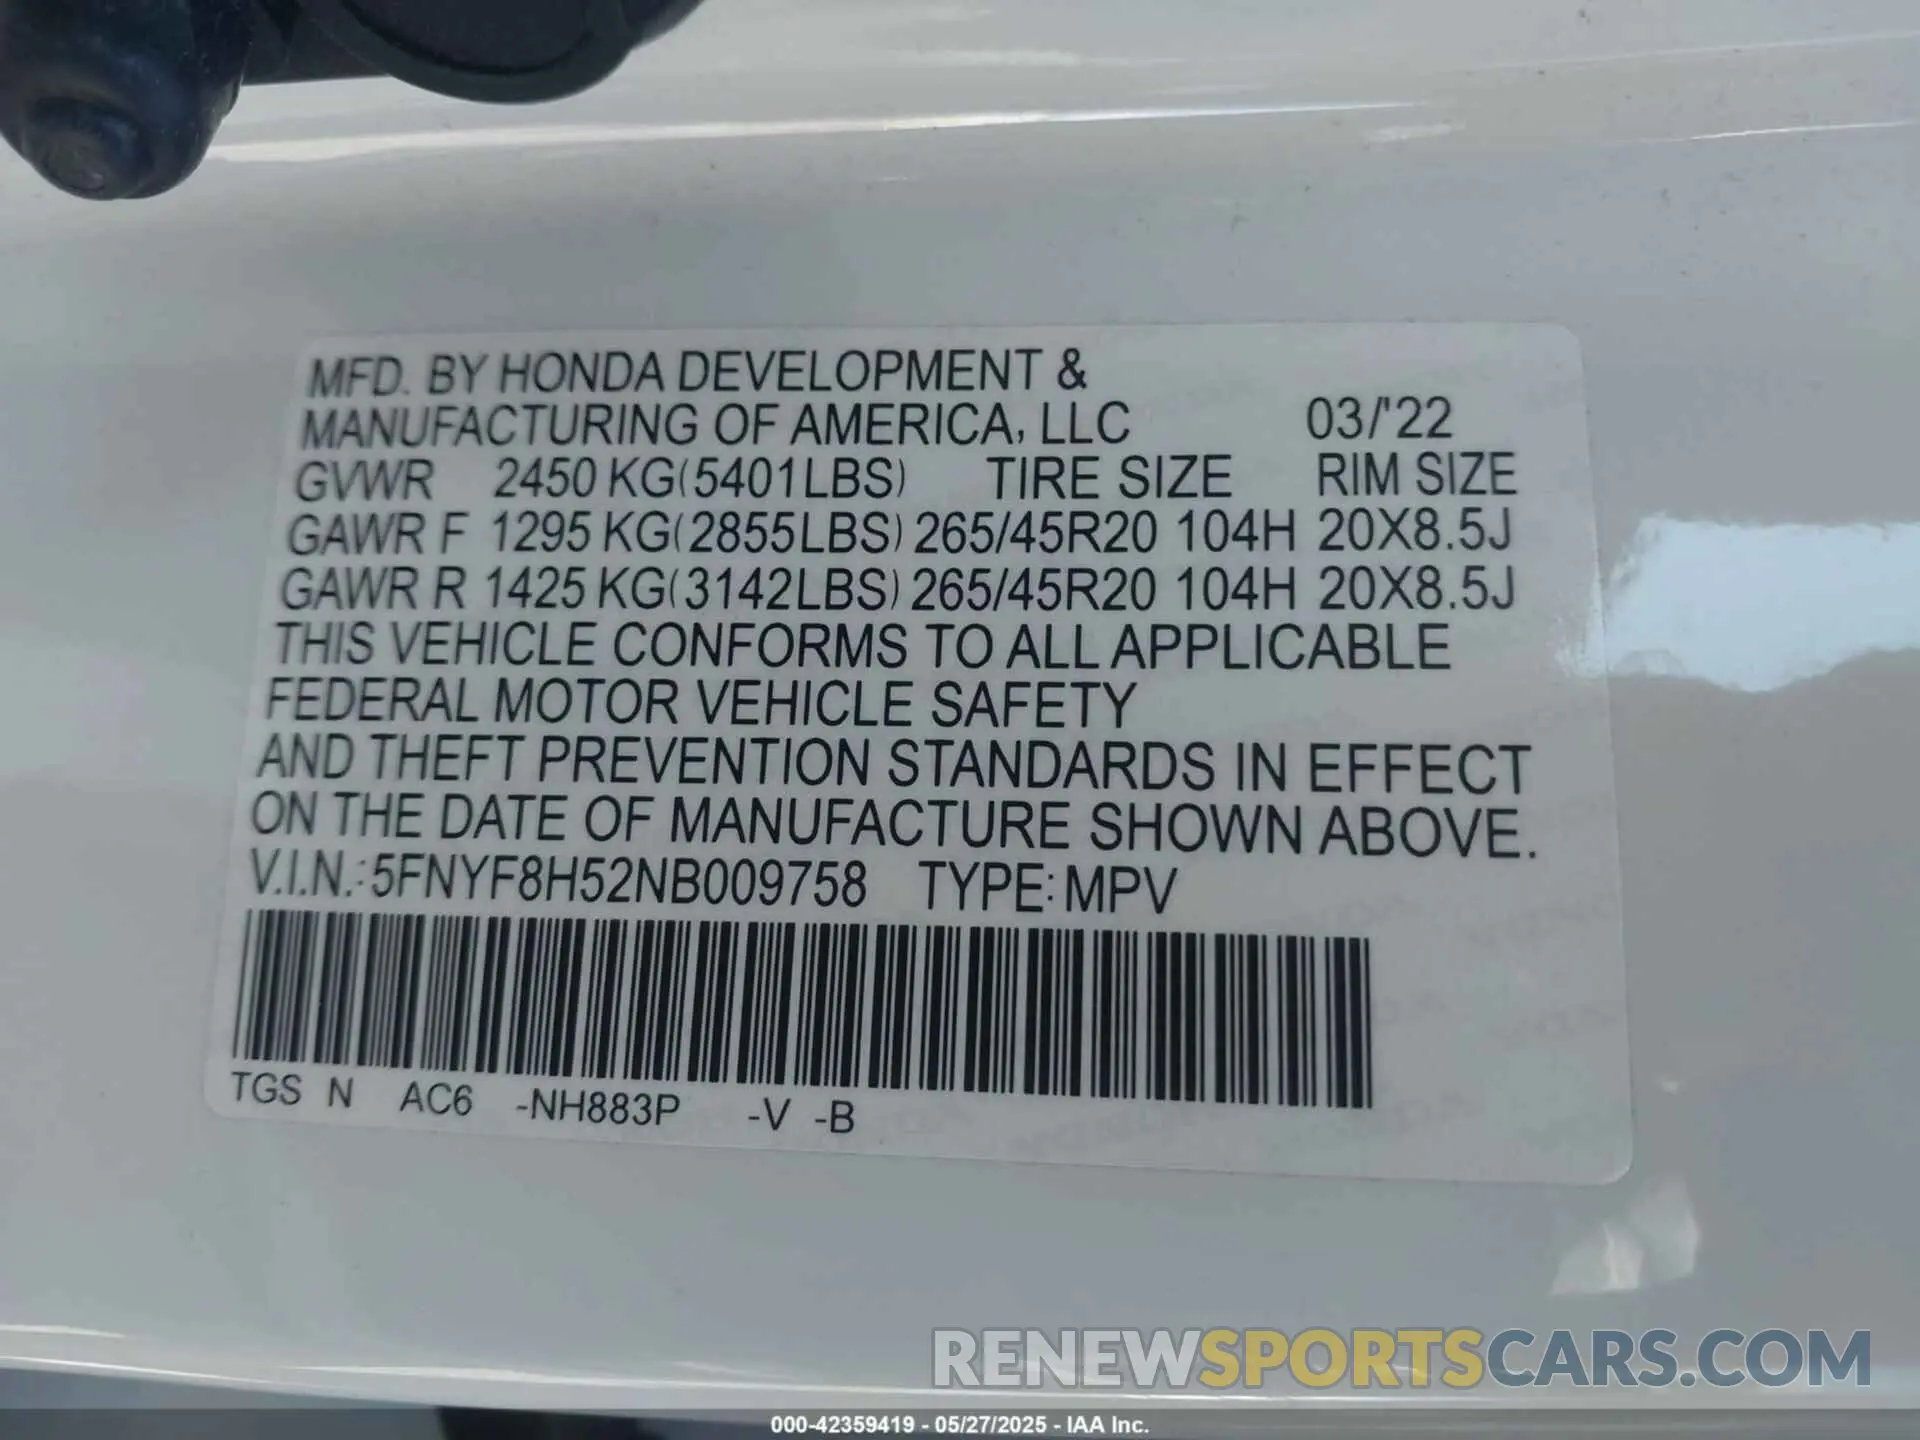 MFD. BY HONDA DEVELOPMENT &
MANUFACTURING OF AMERICA, LLC 03/'22
GVWR 2450 KG(5401LBS) TIRE SIZE RIM SIZE
GAWR F 1295 KG(2855LBS) 265/45R20 104H 20X8.5J
GAWR R 1425 KG(3142LBS) 265/45R20 104H 20X8.5J
THIS VEHICLE CONFORMS TO ALL APPLICABLE
FEDERAL MOTOR VEHICLE SAFETY
AND THEFT PREVENTION STANDARDS IN EFFECT
ON THE DATE OF MANUFACTURE SHOWN ABOVE.
V.I.N.:5FNYF8H52NB009758 TYPE:MPV
TGS N AC6 -NH883P -V -B
RENEWSPORTSCARS.COM
000-42359419 - 05/27/2025 - IAA Inc.